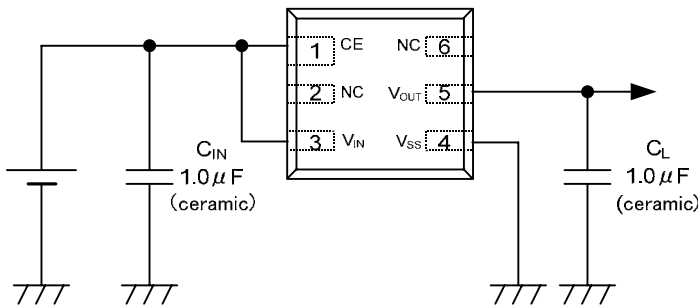 1 CE NC 6
2 NC VOUT 5
3 VIN VSS 4
CIN
1.0μF
(ceramic)
CL
1.0μF
(ceramic)